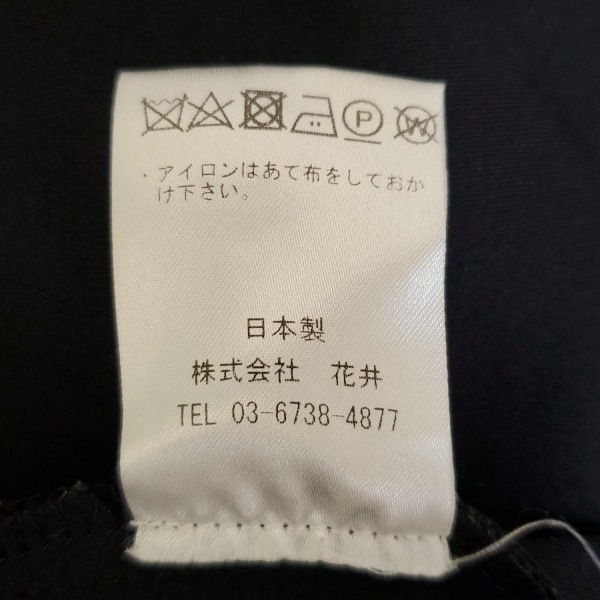 P W
・アイロンはあて布をしておか
け下さい。
日本製
株式会社 花井
TEL 03-6738-4877